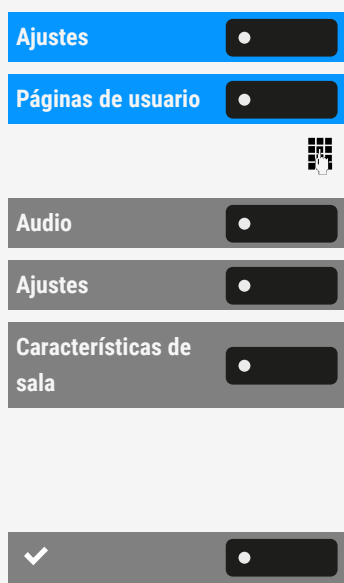 Ajustes
Páginas de usuario
Audio
Ajustes
Características de
sala